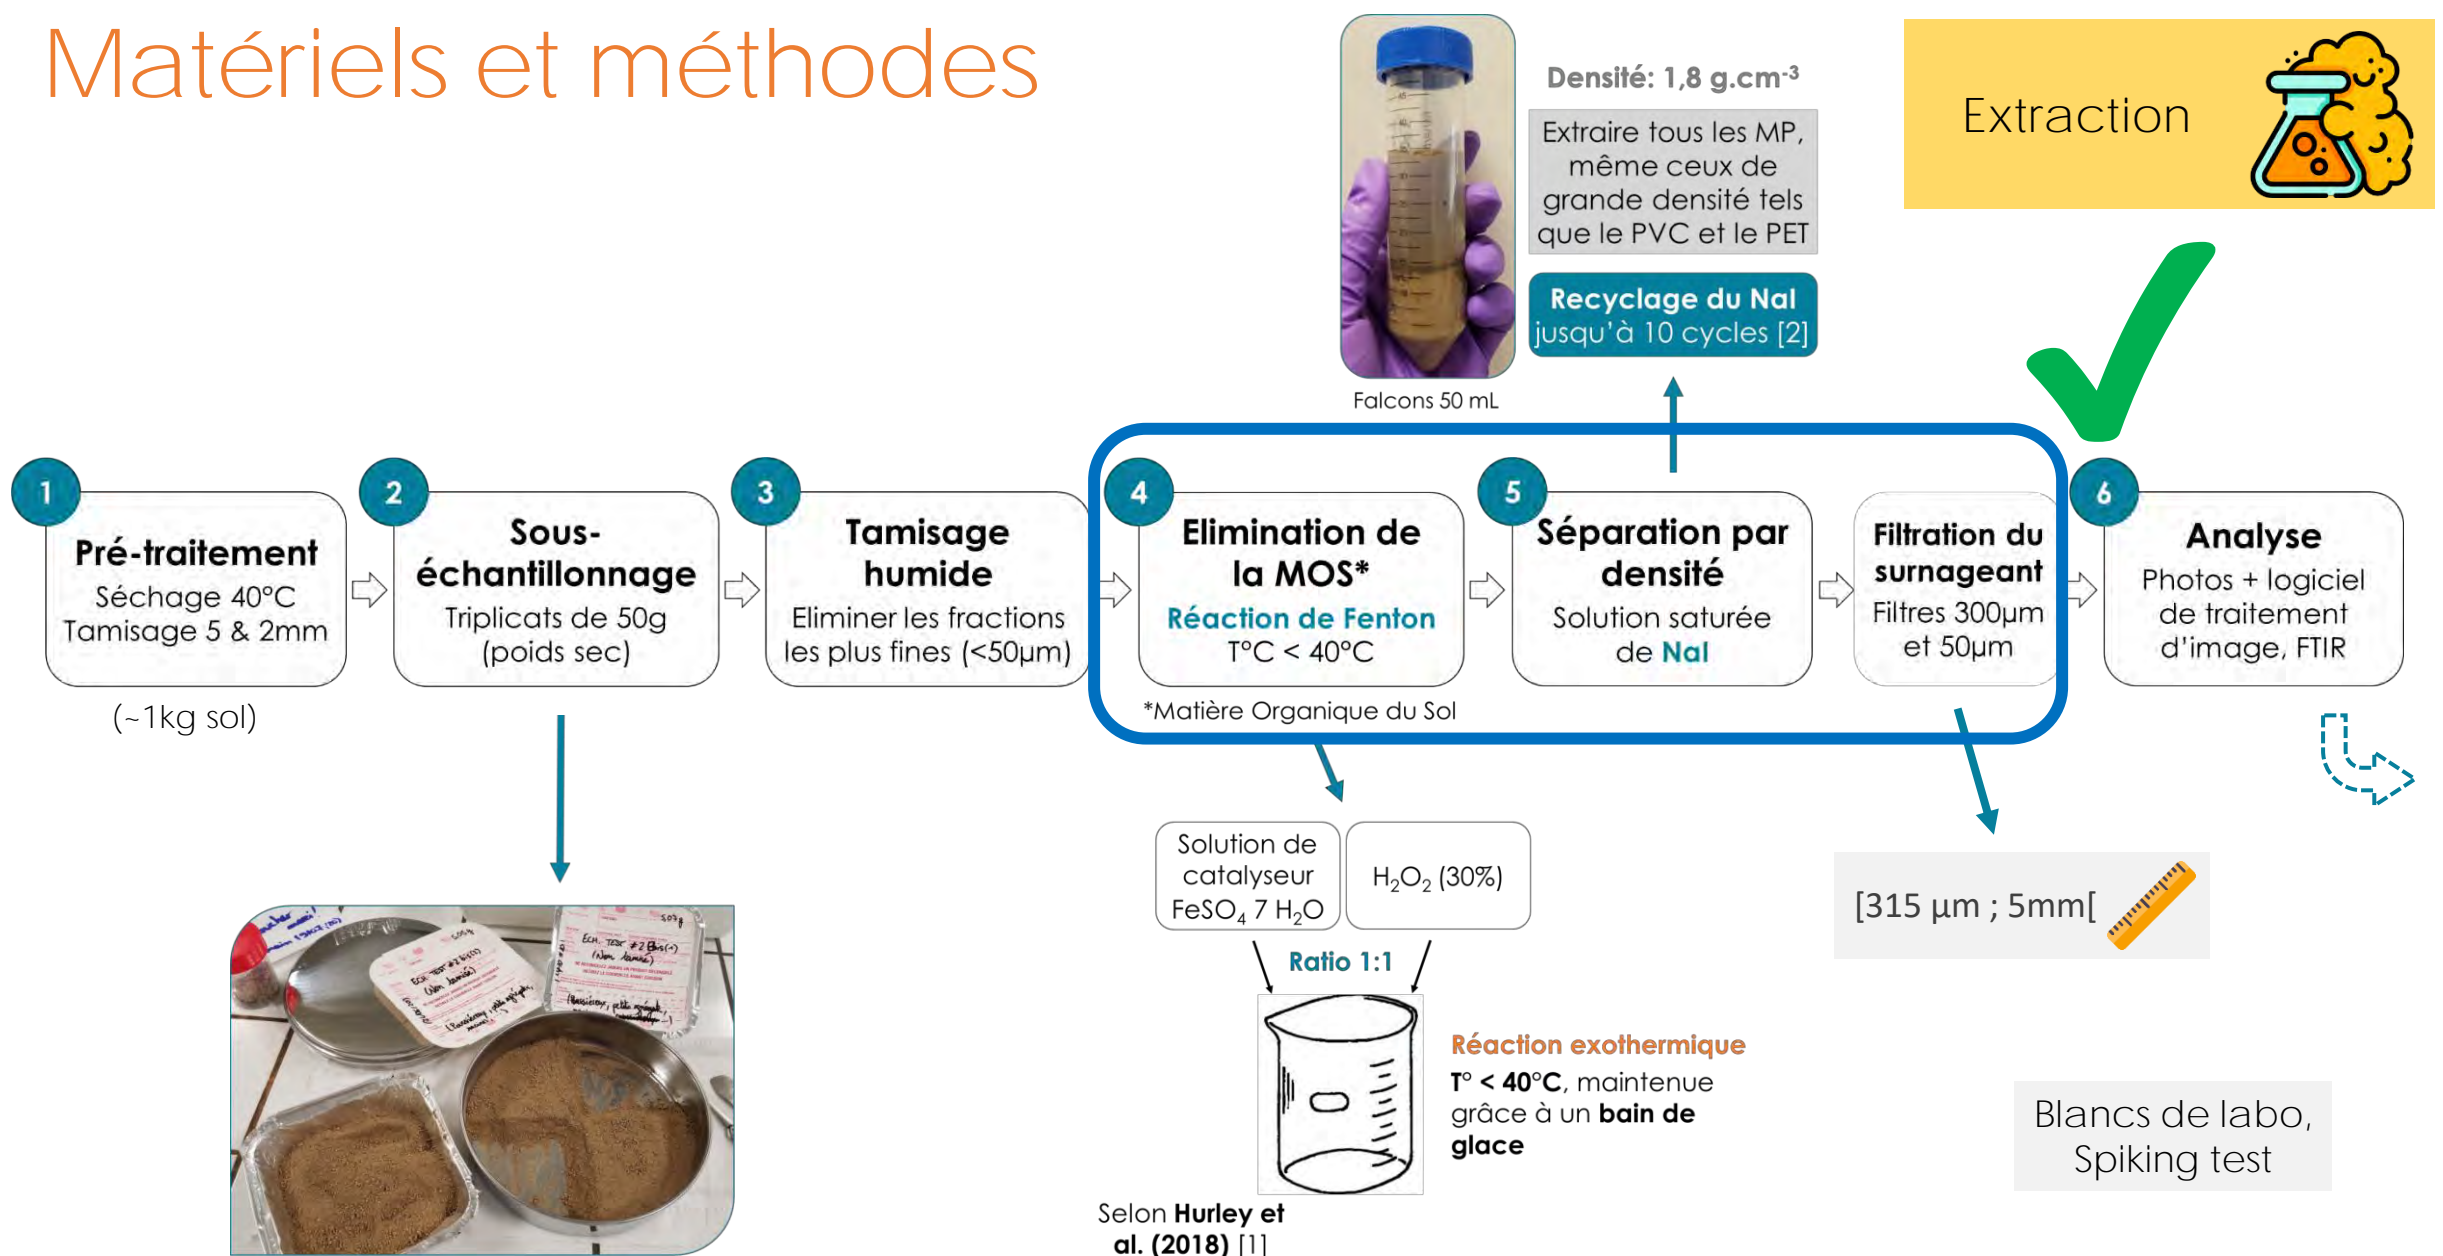 Matériels et méthodes
Densité: 1,8 g.cm-3
Extraire tous les MP,
même ceux de
grande densité tels
que le PVC et le PET
Recyclage du NaI
jusqu'à 10 cycles [2]
Falcons 50 mL
Extraction
1
Pré-traitement
Séchage 40°C
Tamisage 5 & 2mm
(~1kg sol)
2
Sous-
échantillonnage
Triplicats de 50g
(poids sec)
3
Tamisage
humide
Eliminer les fractions
les plus fines (<50µm)
4
Elimination de
la MOS*
Réaction de Fenton
T°C < 40°C
*Matière Organique du Sol
5
Séparation par
densité
Solution saturée
de NaI
Filtration du
surnageant
Filtres 300µm
et 50µm
6
Analyse
Photos + logiciel
de traitement
d'image, FTIR
Solution de
catalyseur
FeSO4 7 H2O
H2O2 (30%)
Ratio 1:1
Réaction exothermique
T° < 40°C, maintenue
grâce à un bain de
glace
Selon Hurley et
al. (2018) [1]
[315 µm ; 5mm[
Blancs de labo,
Spiking test
ECH. TEST #2 Bis(1)
(Non tamisé)